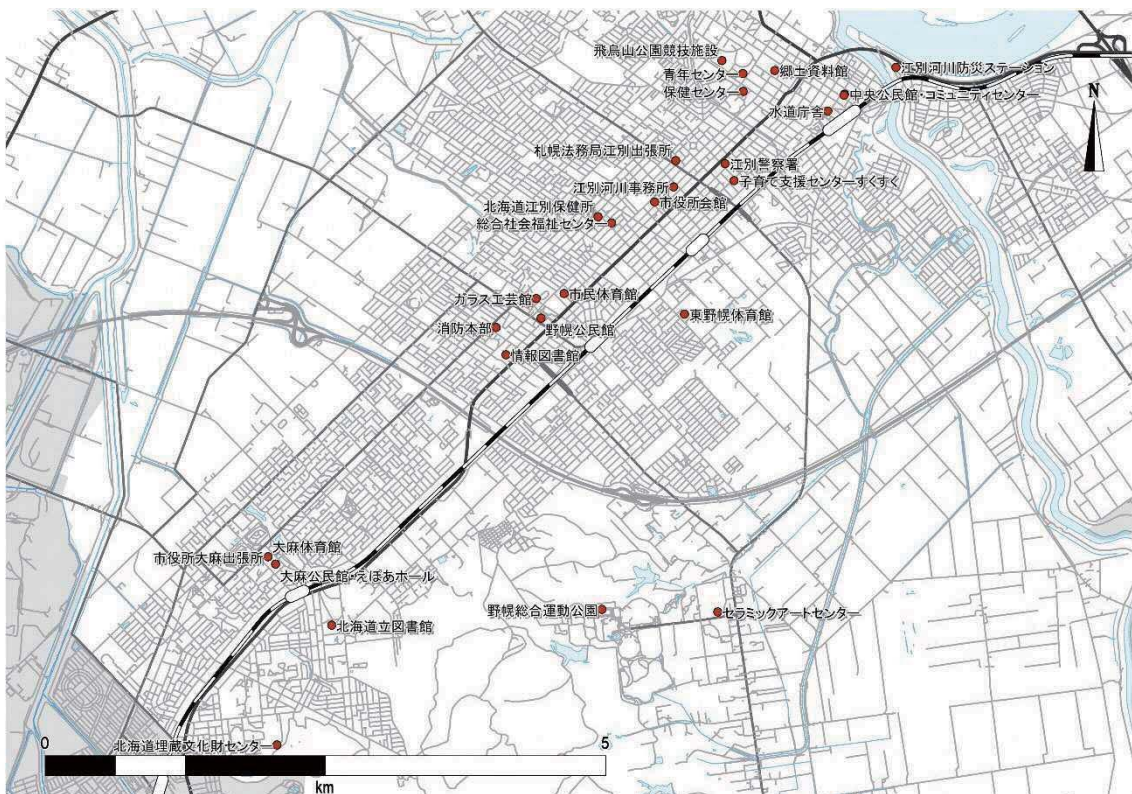 飛鳥山公園競技施設
青年センター
郷土資料館
江別河川防災ステーション
保健センター
中央公民館・コミュニティセンター
水道庁舎
N
札幌法務局江別出張所
江別警察署
子育て支援センターすくすく
江別河川事務所
市役所会館
北海道江別保健所
総合社会福祉センター
ガラス工芸館
市民体育館
東野幌体育館
消防本部
野幌公民館
情報図書館
大麻体育館
市役所大麻出張所
大麻公民館・えぽあホール
野幌総合運動公園
セラミックアートセンター
北海道立図書館
北海道埋蔵文化財センター
0
5
km